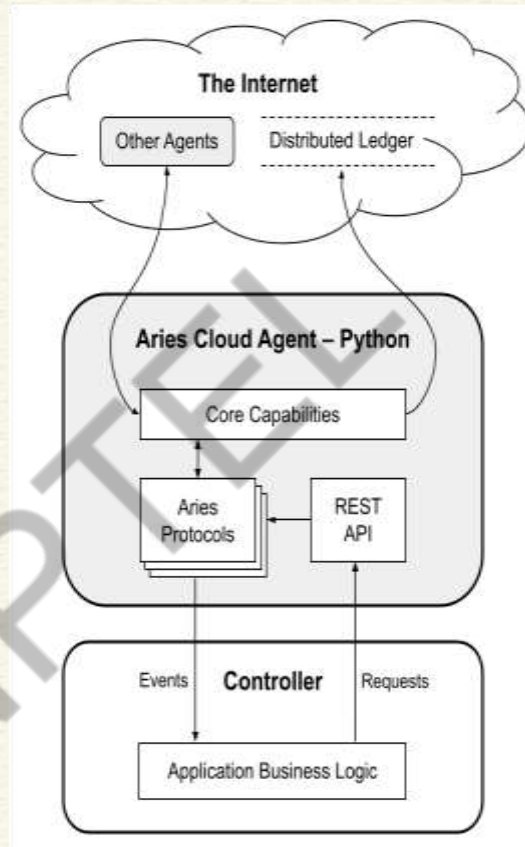 The Internet
Other Agents
Distributed Ledger
Aries Cloud Agent – Python
Core Capabilities
Aries
Protocols
REST
API
Events
Controller
Requests
Application Business Logic
PTEL